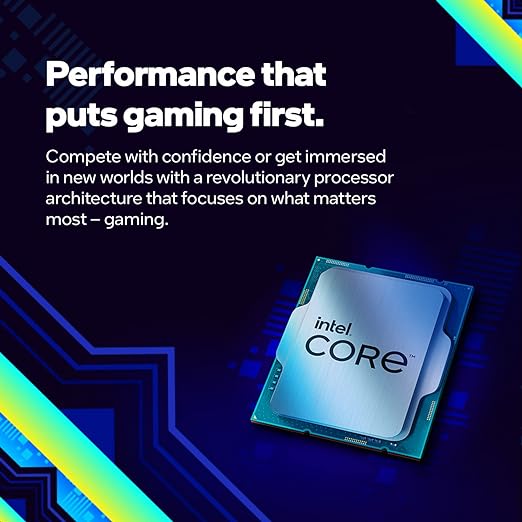 Performance that
puts gaming first.
Compete with confidence or get immersed
in new worlds with a revolutionary processor
architecture that focuses on what matters
most – gaming.
intel
CORE™